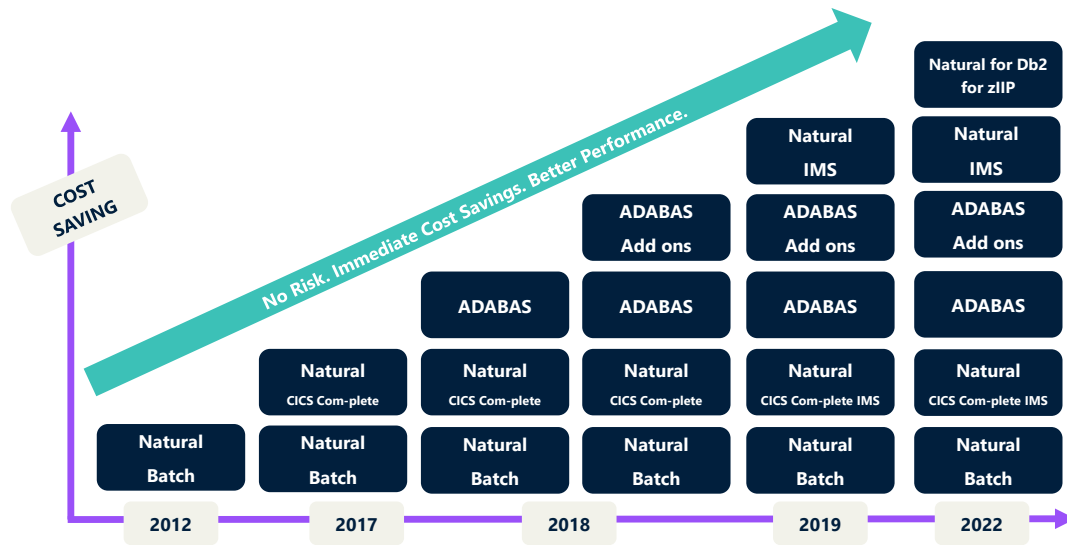 Natural for Db2
for zIIP
Natural
IMS
Natural
IMS
COST
SAVING
No Risk. Immediate Cost Savings. Better Performance.
ADABAS
Add ons
ADABAS
Add ons
ADABAS
Add ons
ADABAS
ADABAS
ADABAS
ADABAS
Natural
CICS Com-plete
Natural
CICS Com-plete
Natural
CICS Com-plete
Natural
CICS Com-plete IMS
Natural
CICS Com-plete IMS
Natural
Batch
Natural
Batch
Natural
Batch
Natural
Batch
Natural
Batch
Natural
Batch
2012
2017
2018
2019
2022